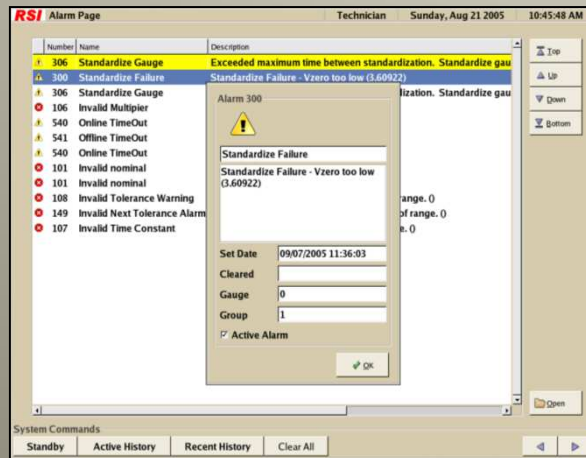 RSI Alarm Page Technician Sunday, Aug 21 2005 10:45:48 AM
Number Name Description
306 Standardize Gauge Exceeded maximum time between standardization. Standardize gau
300 Standardize Failure Standardize Failure - Vzero too low (3.60922)
306 Standardize Gauge lization. Standardize gau
106 Invalid Multipier
540 Online TimeOut
541 Offline TimeOut
540 Online TimeOut
101 Invalid nominal
101 Invalid nominal
108 Invalid Tolerance Warning range. ()
149 Invalid Next Tolerance Alarm of range. ()
107 Invalid Time Constant e. ()
Alarm 300
Standardize Failure
Standardize Failure - Vzero too low
(3.60922)
Set Date 09/07/2005 11:36:03
Cleared
Gauge 0
Group 1
Active Alarm
OK
Top
Up
Down
Bottom
Open
System Commands
Standby Active History Recent History Clear All